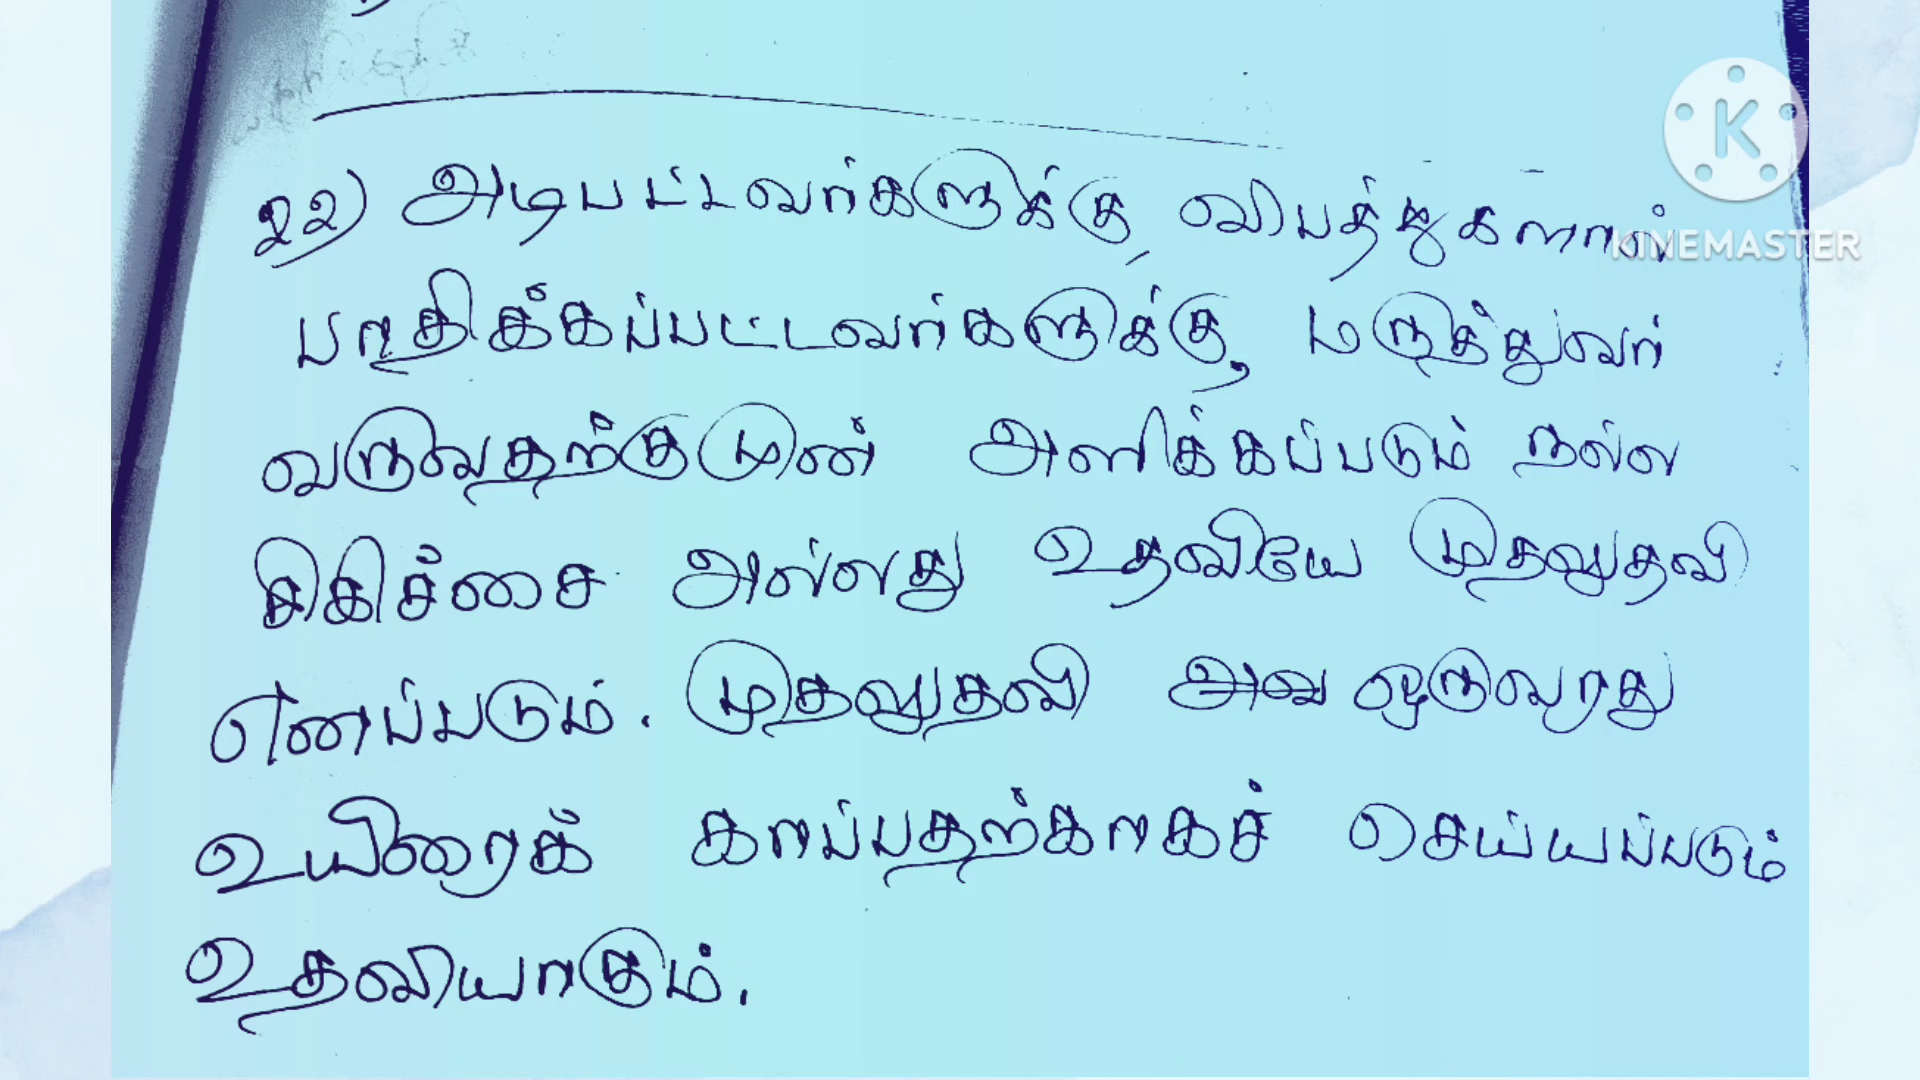 22) அடிபட்டவர்களுக்கு, விபத்துகளால்
பாதிக்கப்பட்டவர்களுக்கு, மருத்துவர்
வருவதற்குமுன் அளிக்கப்படும் நல்ல
சிகிச்சை அல்லது உதவியே முதலுதவி
எனப்படும். முதலுதவி ஒருவரது
உயிரைக் காப்பதற்காகச் செய்யப்படும்
உதவியாகும்.
KINEMASTER